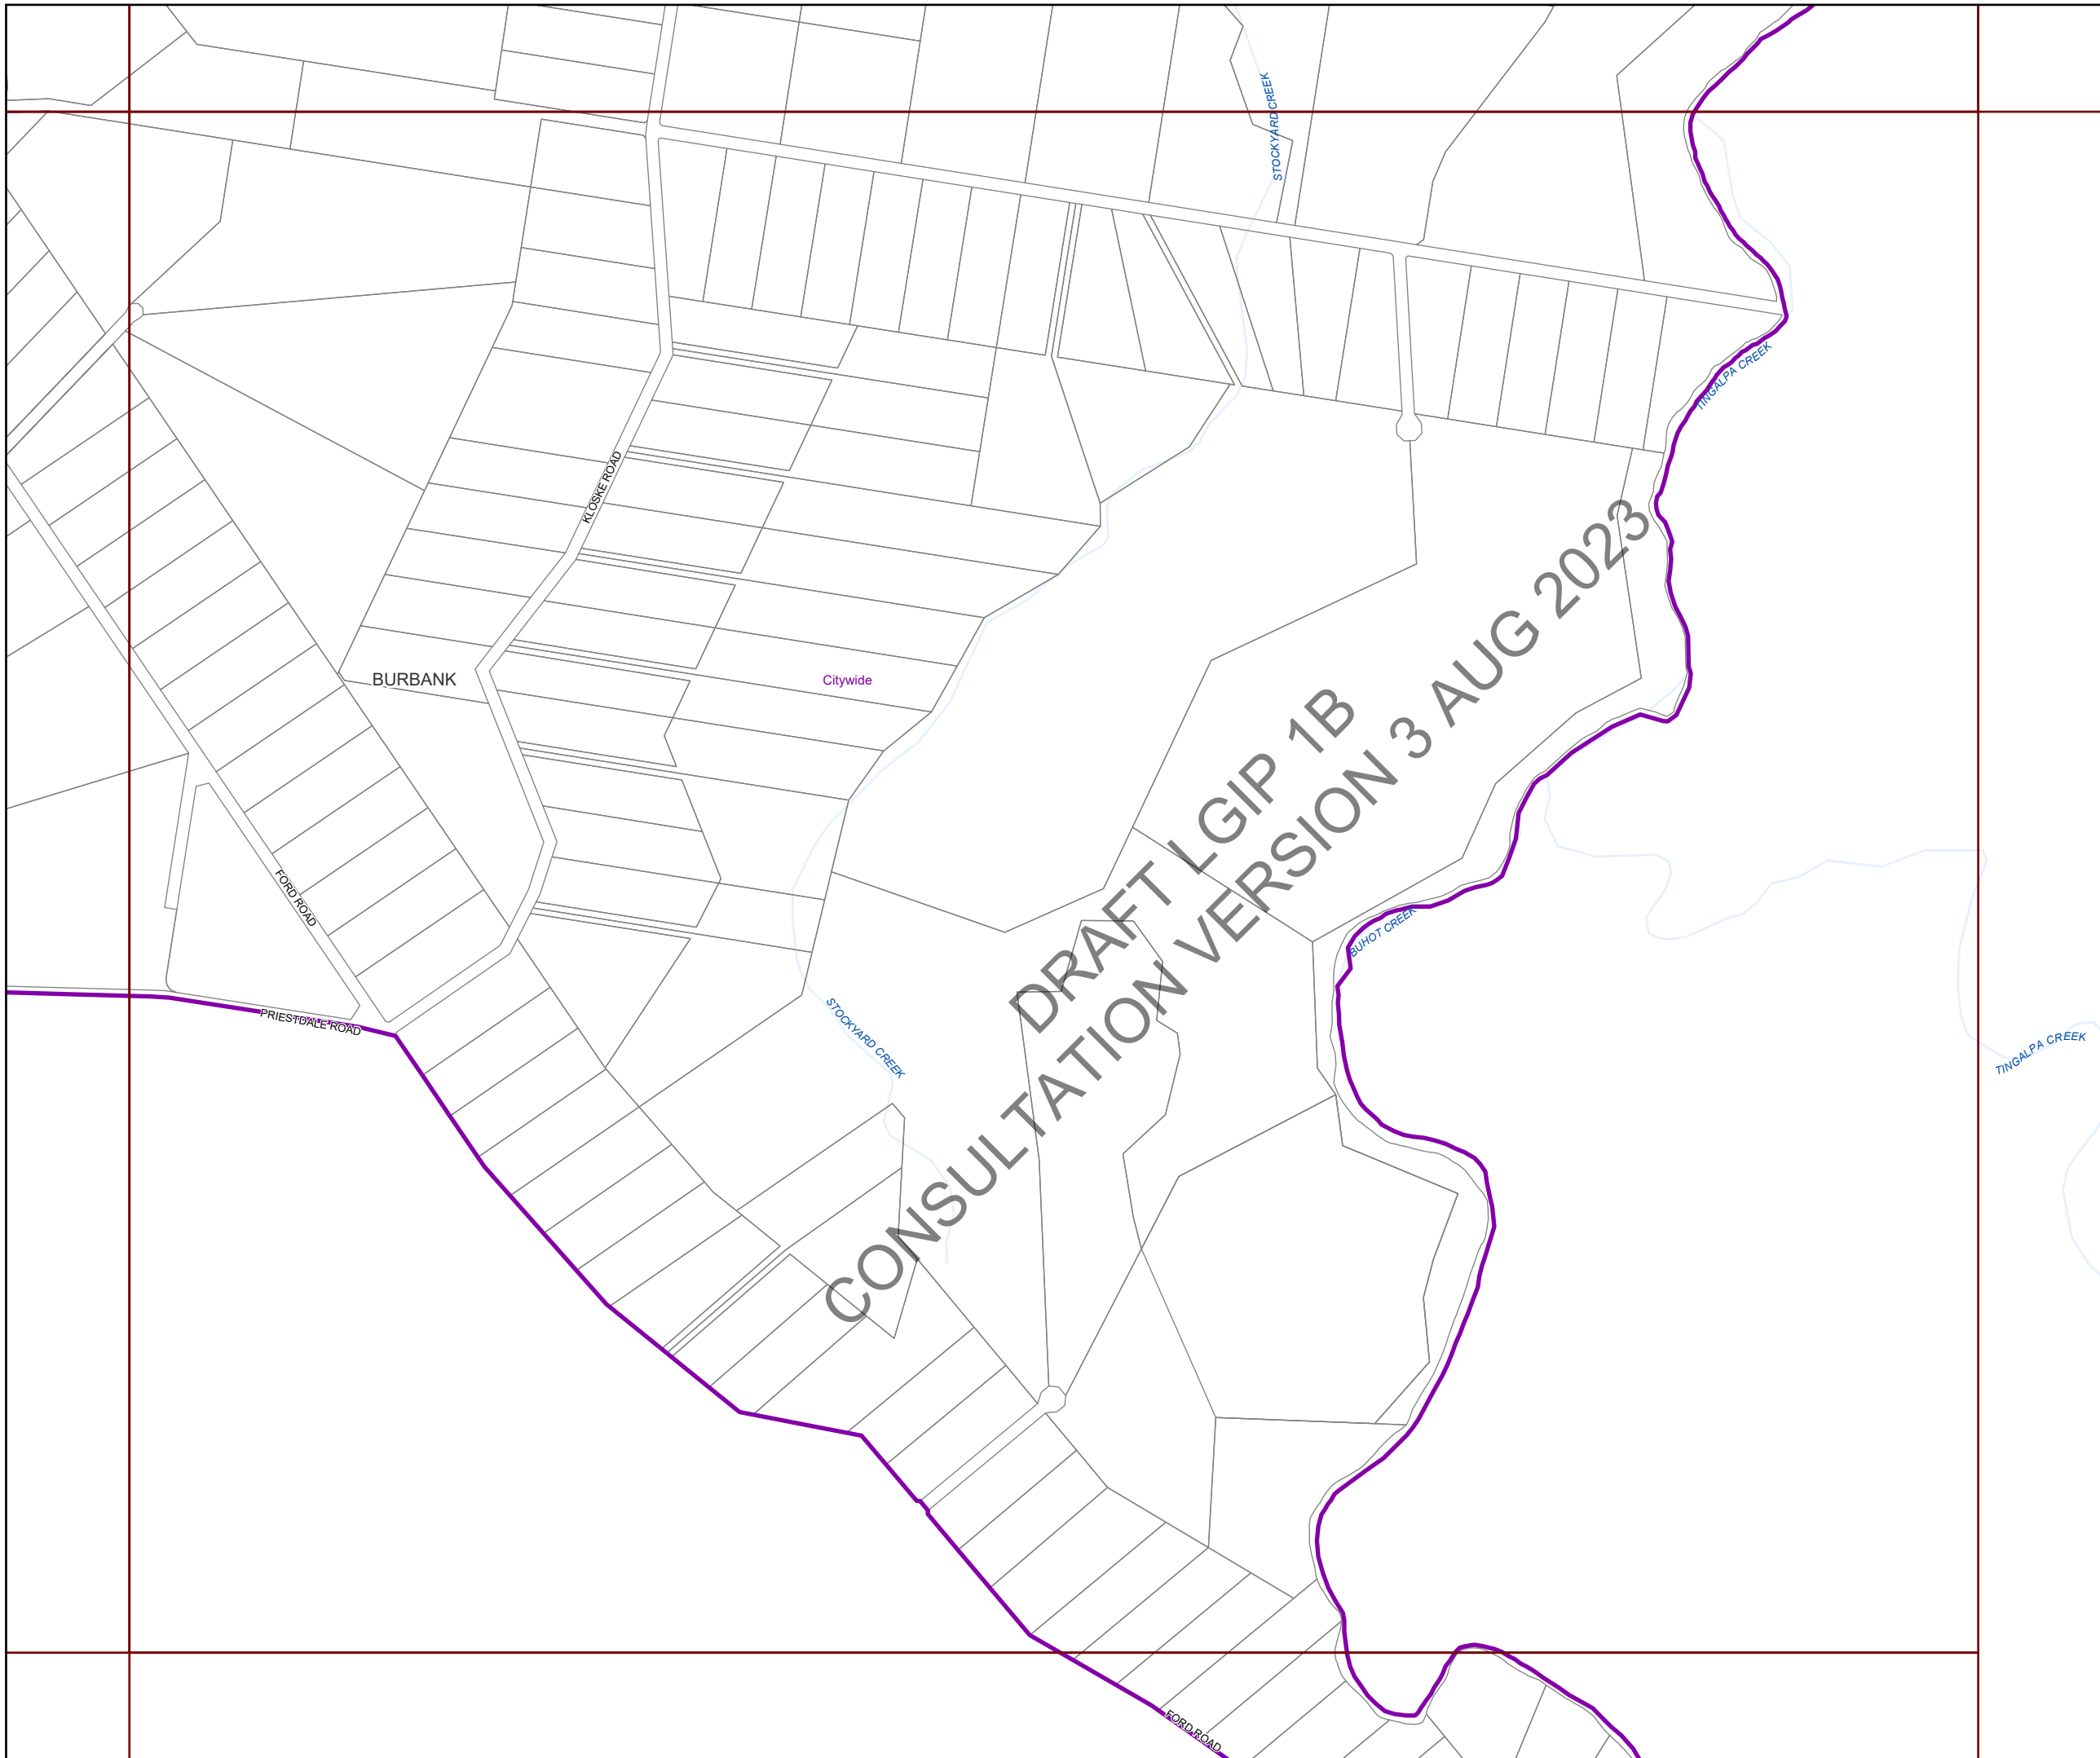 STOCKYARD CREEK
TINGALPA CREEK
KLOSKE ROAD
BURBANK
Citywide
DRAFT LGIP 1B
CONSULTATION VERSION 3 AUG 2023
FORD ROAD
BUHOT CREEK
PRIESTDALE ROAD
STOCKYARD CREEK
TINGALPA CREEK
FORD ROAD